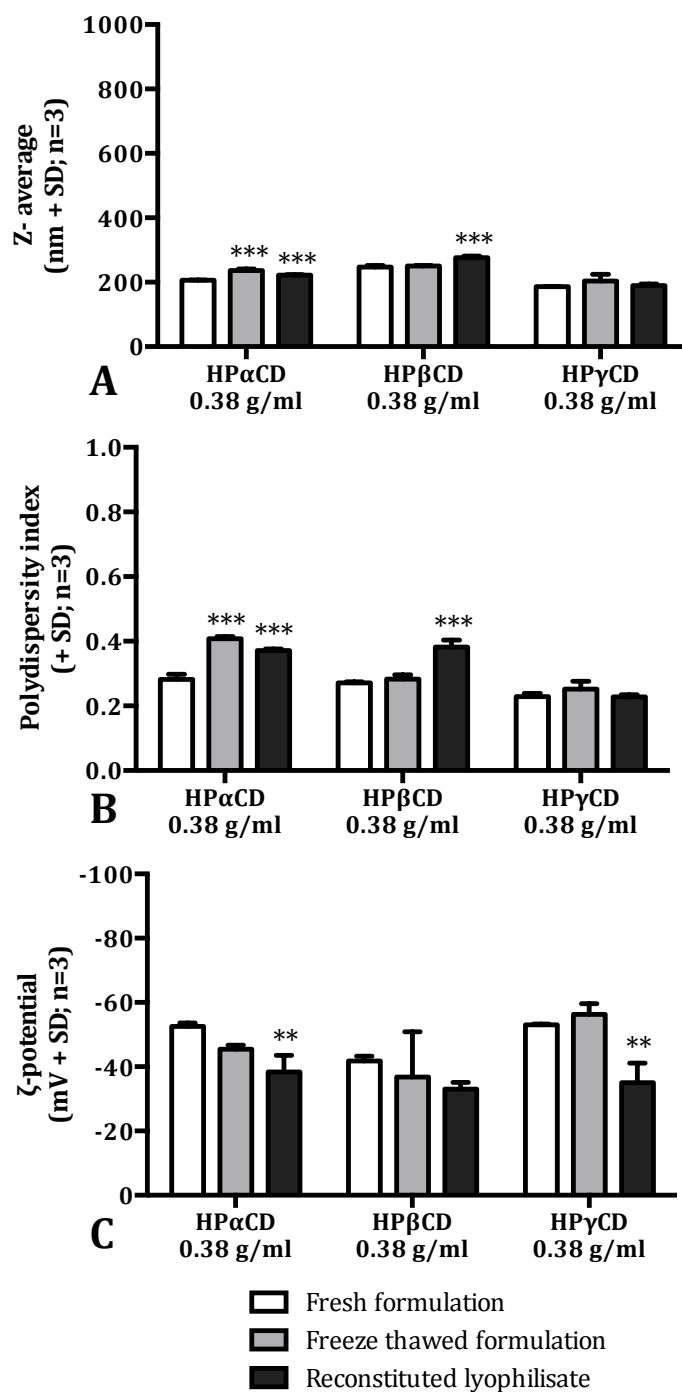 1000
800
600
400
200
0
Z- average
(nm + SD; n=3)
*** *** ***
HPαCD HPβCD HPγCD
0.38 g/ml 0.38 g/ml 0.38 g/ml
A
1.0
0.8
0.6
0.4
0.2
0.0
Polydispersity index
(+ SD; n=3)
*** *** ***
HPαCD HPβCD HPγCD
0.38 g/ml 0.38 g/ml 0.38 g/ml
B
-100
-80
-60
-40
-20
0
ζ-potential
(mV + SD; n=3)
** **
HPαCD HPβCD HPγCD
0.38 g/ml 0.38 g/ml 0.38 g/ml
C
Fresh formulation
Freeze thawed formulation
Reconstituted lyophilisate